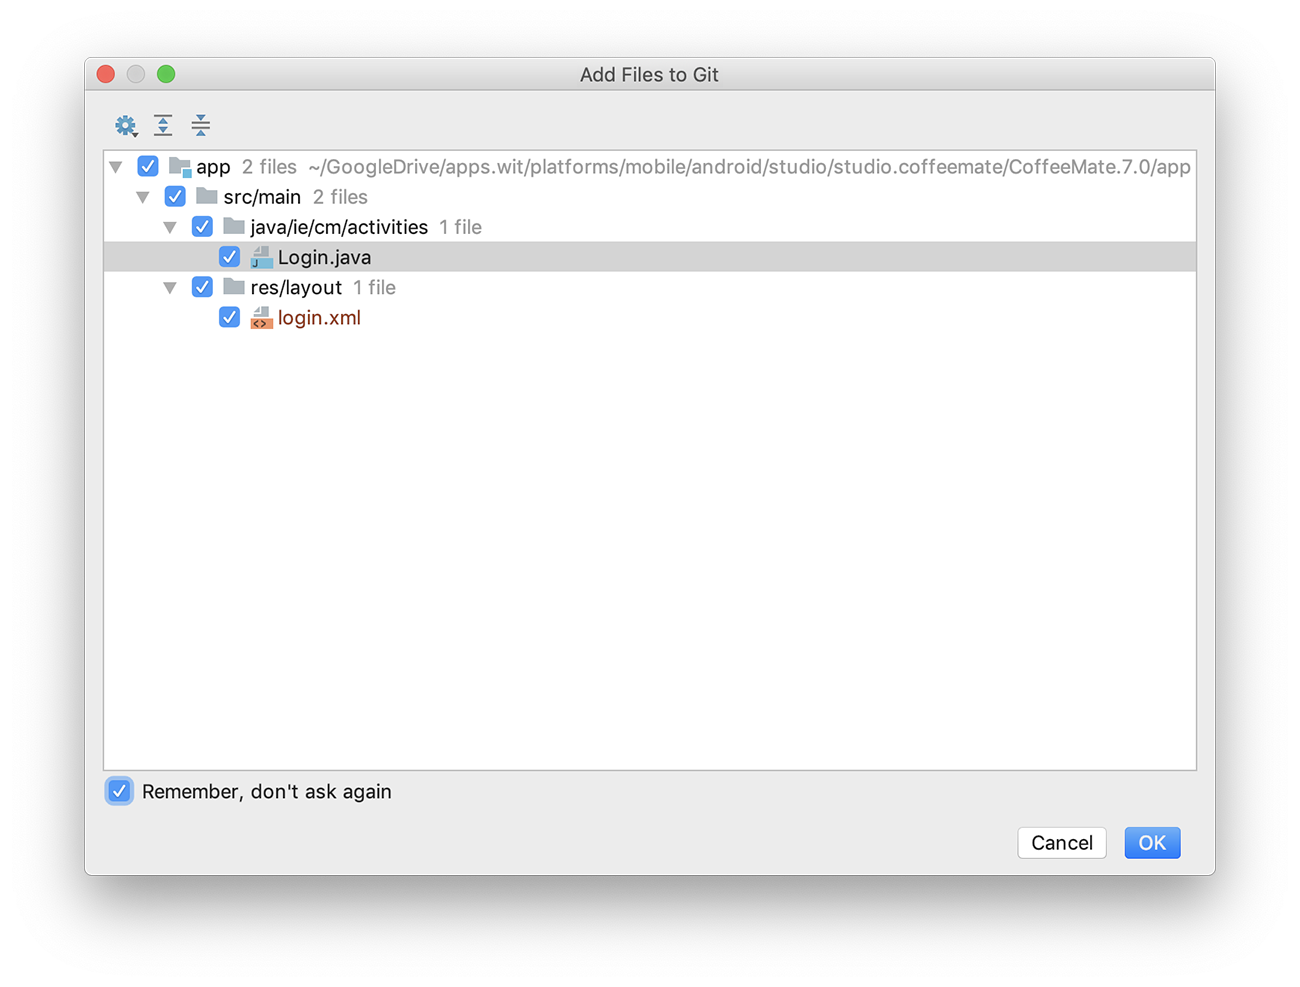 Add Files to Git
app 2 files ~/GoogleDrive/apps.wit/platforms/mobile/android/studio/studio.coffeemate/CoffeeMate.7.0/app
src/main 2 files
java/ie/cm/activities 1 file
Login.java
res/layout 1 file
login.xml
Remember, don't ask again
Cancel OK